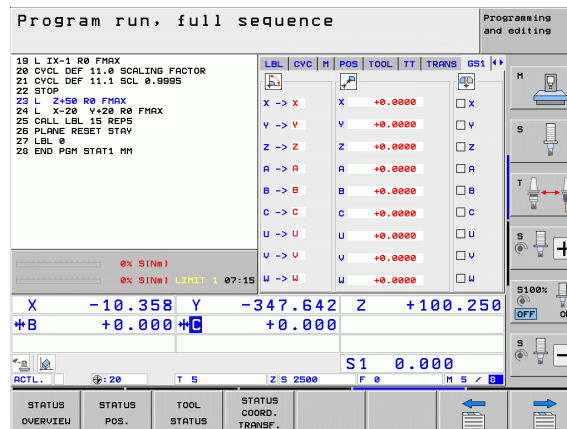 Program run, full sequence
Programming
and editing
19 L IX-1 R0 FMAX
20 CYCL DEF 11.0 SCALING FACTOR
21 CYCL DEF 11.1 SCL 0.9995
22 STOP
23 L Z+50 R0 FMAX
24 L X-20 Y+20 R0 FMAX
25 CALL LBL 15 REP5
26 PLANE RESET STAY
27 LBL 0
28 END PGM STAT1 MM
LBL CYC M POS TOOL TT TRANS GS1
X -> X X +0.0000 X
Y -> Y Y +0.0000 Y
Z -> Z Z +0.0000 Z
A -> A A +0.0000 A
B -> B B +0.0000 B
C -> C C +0.0000 C
U -> U U +0.0000 U
V -> V V +0.0000 V
W -> W W +0.0000 W
0% S[Nm]
0% S[Nm] LIMIT 1 07:15
X -10.358 Y -347.642 Z +100.250
B +0.000 C +0.000
S1 0.000
ACTL. : 20 T 5 Z S 2500 F 0 M 5 / 8
M
S
T
S
+
S100%
OFF
S
-
STATUS
OVERVIEW
STATUS
POS.
TOOL
STATUS
STATUS
COORD.
TRANSF.